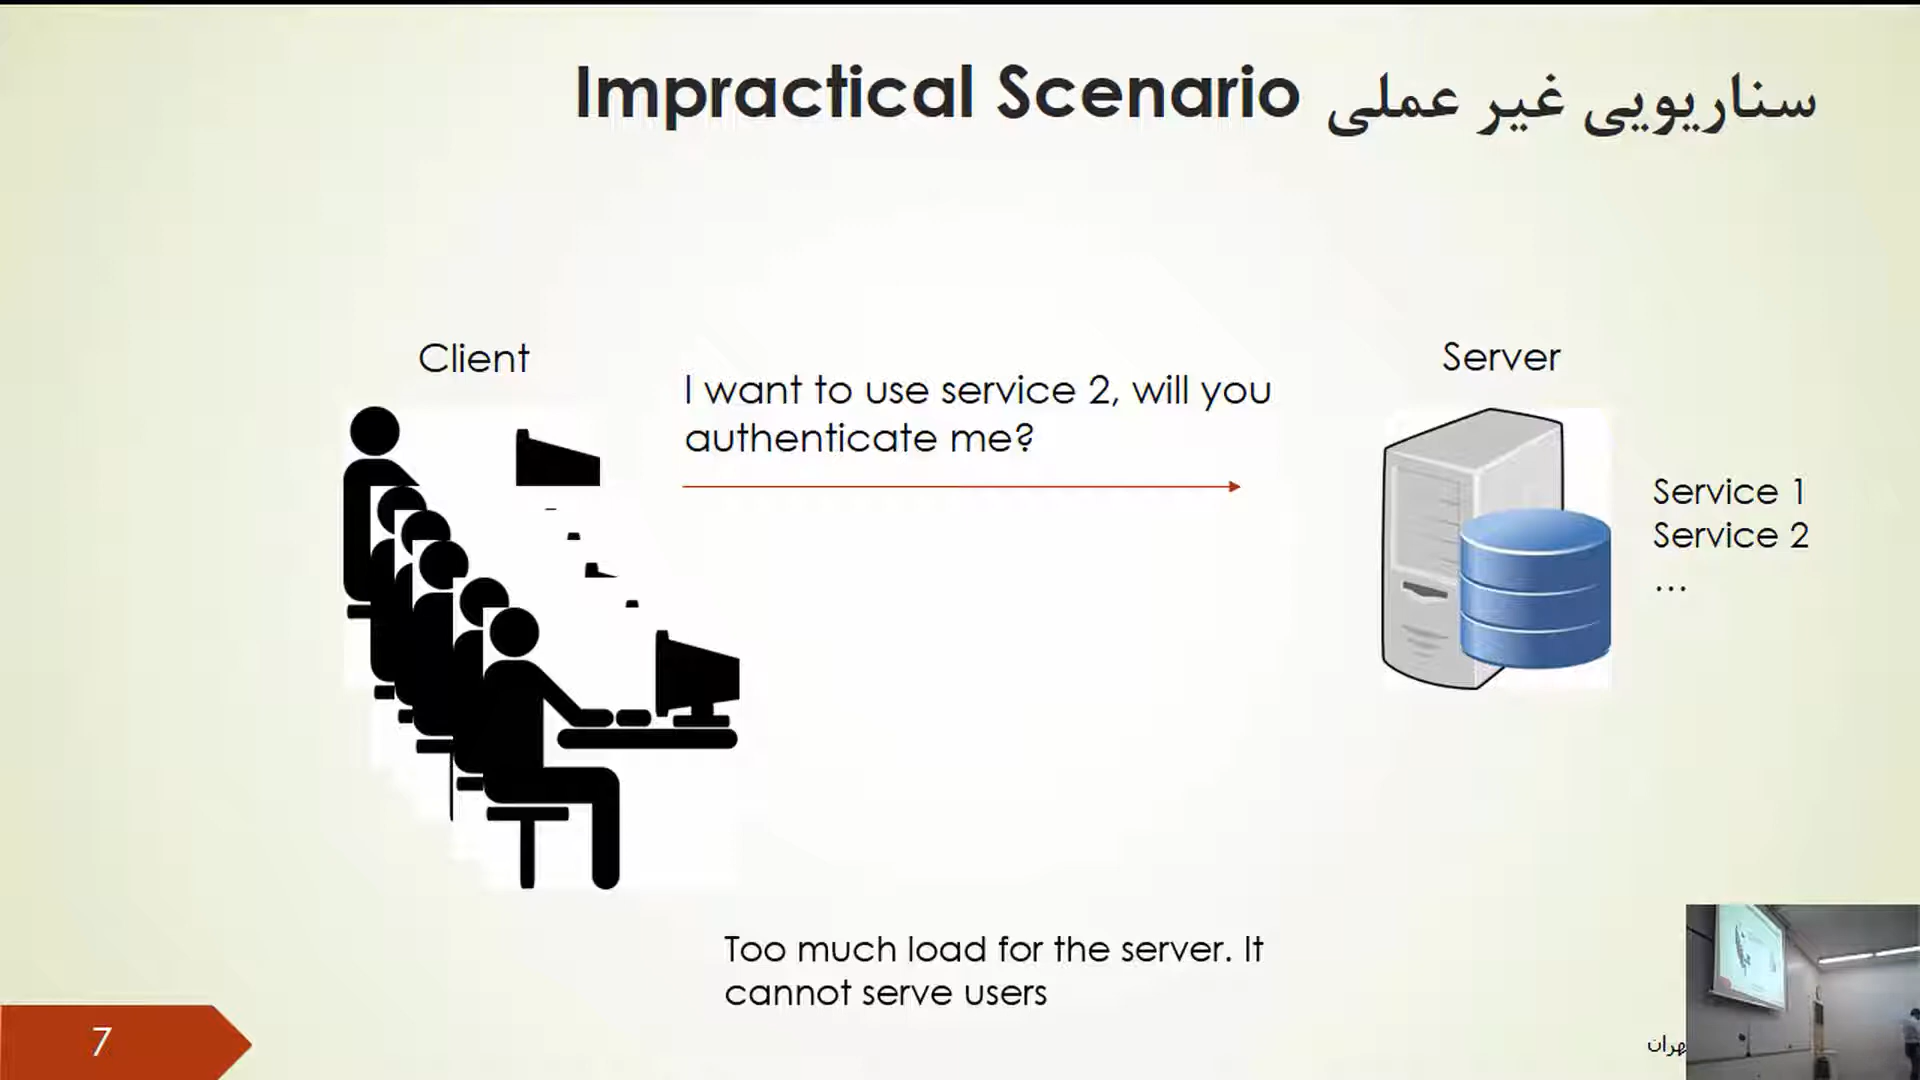 Impractical Scenario سناریویی غیر عملی
Client
Server
I want to use service 2, will you
authenticate me?
Service 1
Service 2
...
Too much load for the server. It
cannot serve users
7